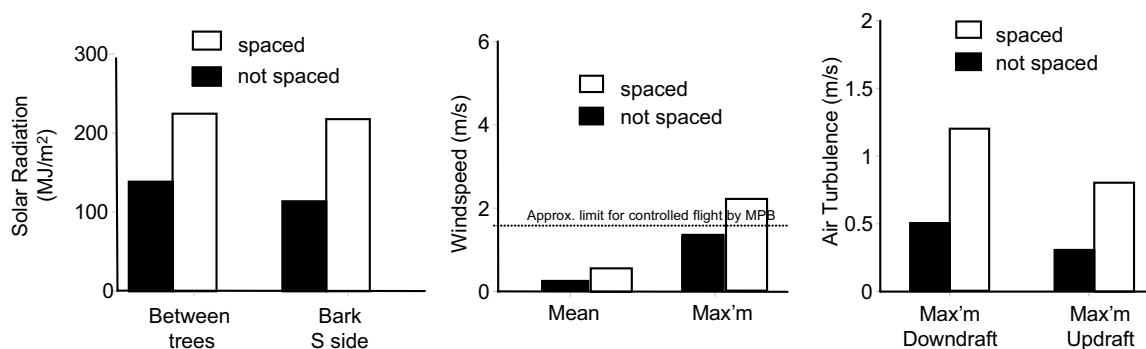 Solar Radiation
(MJ/m²)
300
200
100
0
spaced
not spaced
Between
trees
Bark
S side
Windspeed (m/s)
6
4
2
0
spaced
not spaced
Approx. limit for controlled flight by MPB
Mean
Max'm
Air Turbulence (m/s)
2
1.5
1
0.5
0
spaced
not spaced
Max'm
Downdraft
Max'm
Updraft